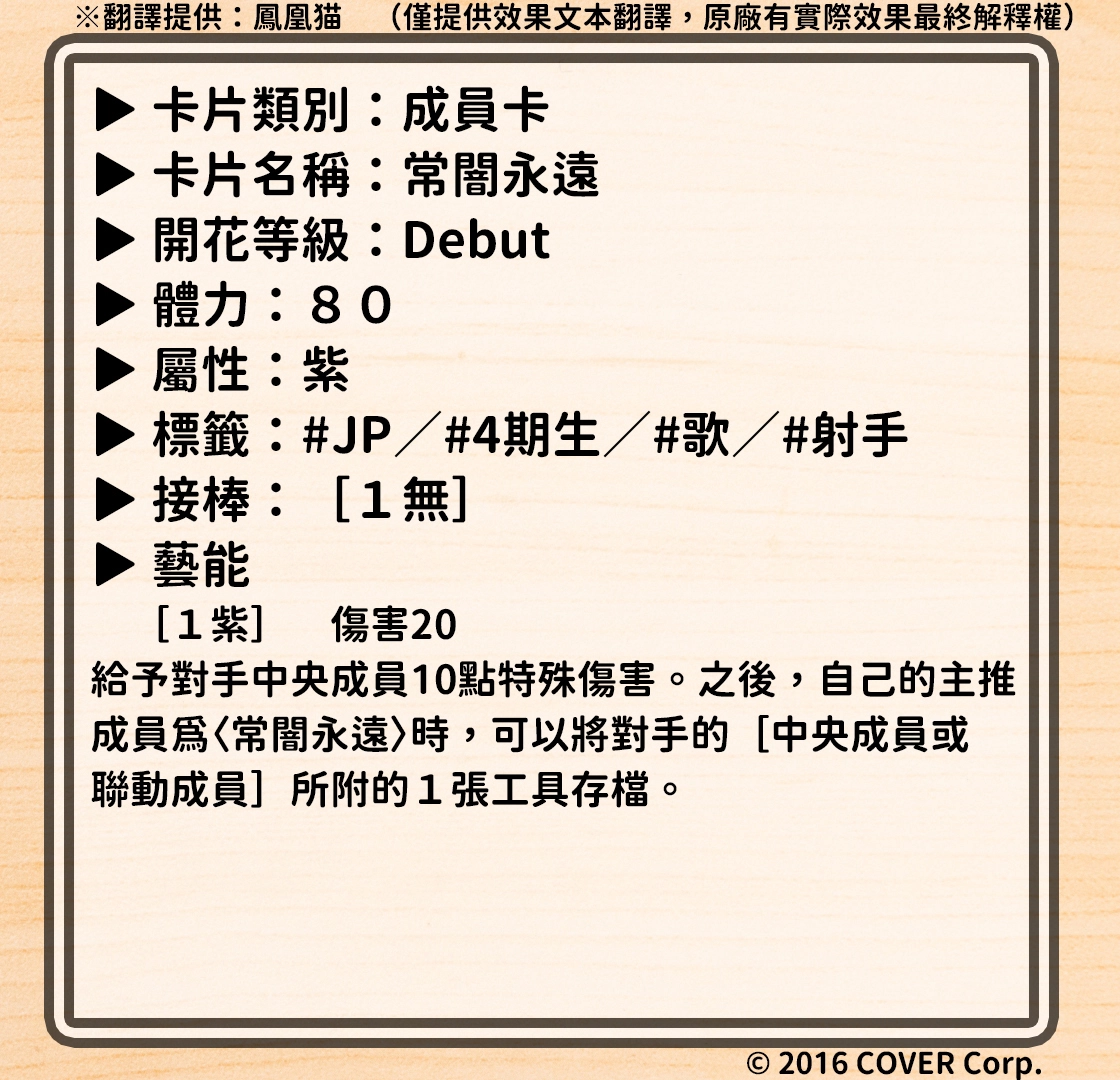 ※翻譯提供：鳳凰猫　（僅提供效果文本翻譯，原廠有實際效果最終解釋權）
▶ 卡片類別：成員卡
▶ 卡片名稱：常闇永遠
▶ 開花等級：Debut
▶ 體力：８０
▶ 屬性：紫
▶ 標籤：#JP／#4期生／#歌／#射手
▶ 接棒：［１無］
▶ 藝能
［１紫］　傷害20
給予對手中央成員10點特殊傷害。之後，自己的主推
成員爲〈常闇永遠〉時，可以將對手的［中央成員或
聯動成員］所附的１張工具存檔。
© 2016 COVER Corp.